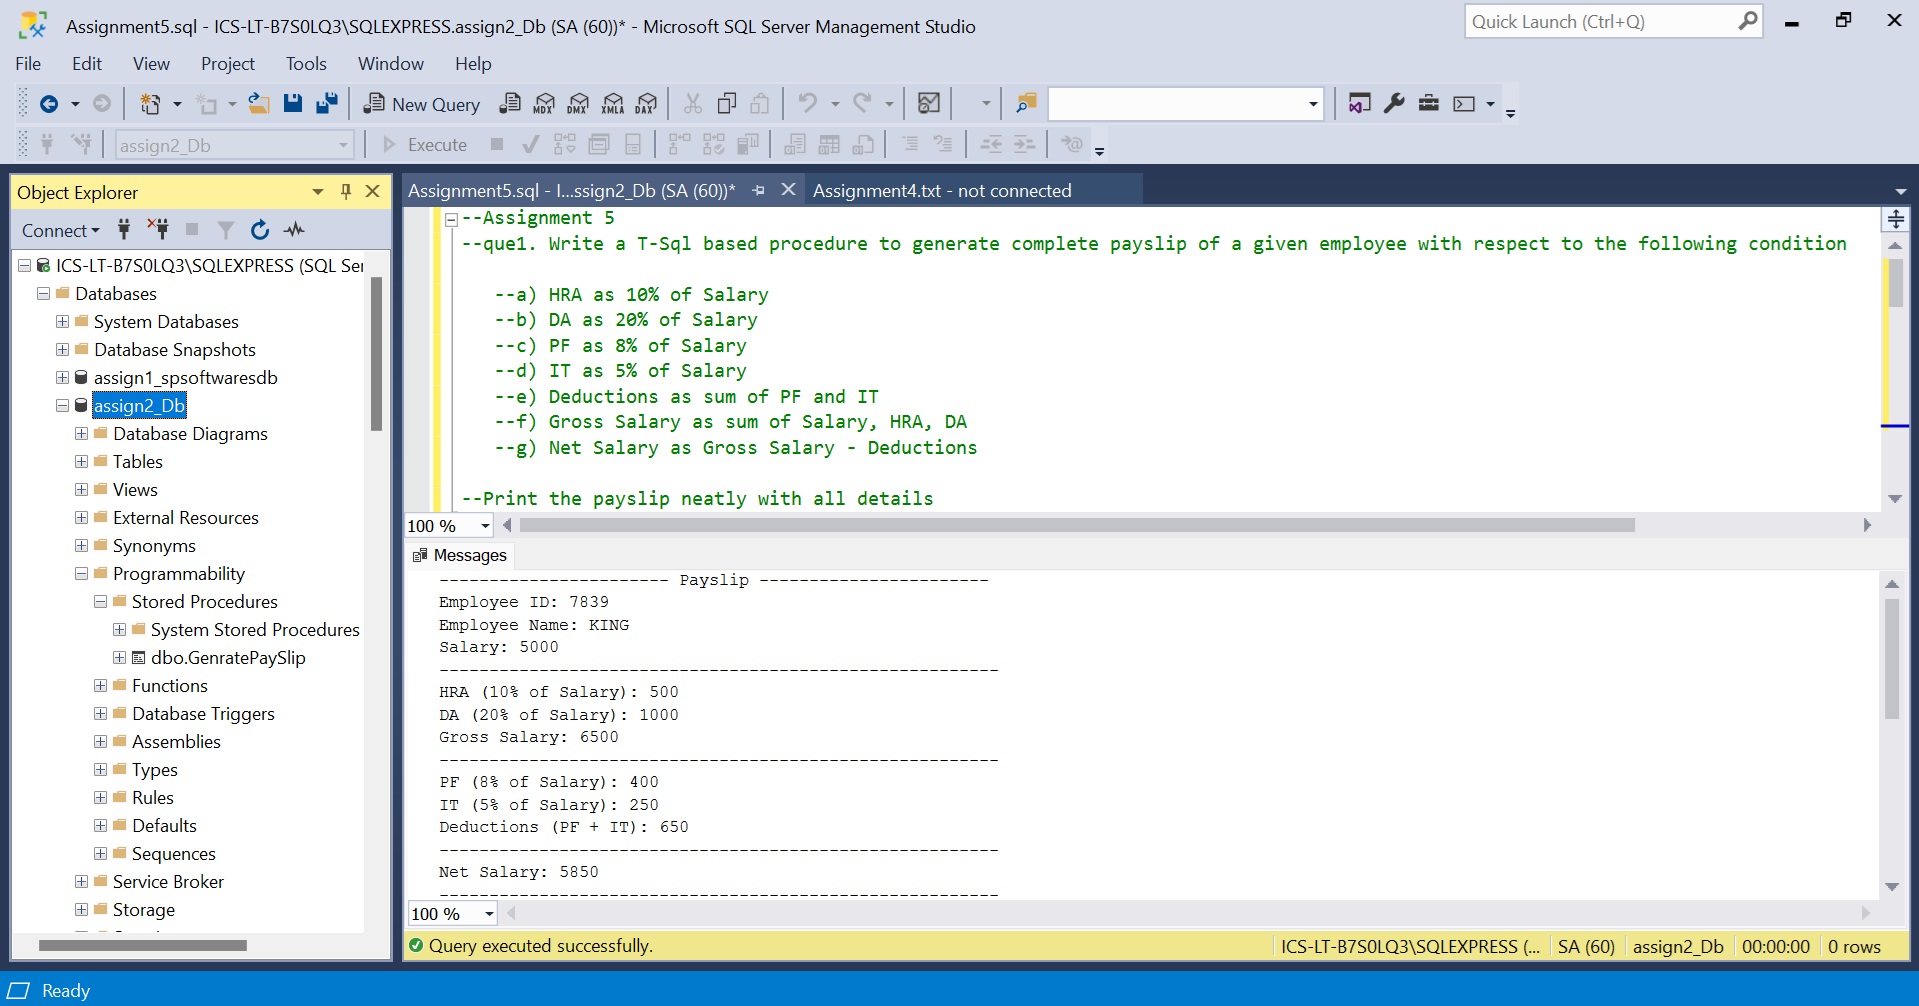 Assignment5.sql - ICS-LT-B7S0LQ3\SQLEXPRESS.assign2_Db (SA (60))* - Microsoft SQL Server Management Studio
Quick Launch (Ctrl+Q)
File Edit View Project Tools Window Help
New Query MDX DMX XMLA DAX
assign2_Db Execute
Object Explorer
Connect
ICS-LT-B7S0LQ3\SQLEXPRESS (SQL Ser
Databases
System Databases
Database Snapshots
assign1_spsoftwaresdb
assign2_Db
Database Diagrams
Tables
Views
External Resources
Synonyms
Programmability
Stored Procedures
System Stored Procedures
dbo.GenratePaySlip
Functions
Database Triggers
Assemblies
Types
Rules
Defaults
Sequences
Service Broker
Storage
Assignment5.sql - I...ssign2_Db (SA (60))* Assignment4.txt - not connected
--Assignment 5
--que1. Write a T-Sql based procedure to generate complete payslip of a given employee with respect to the following condition
--a) HRA as 10% of Salary
--b) DA as 20% of Salary
--c) PF as 8% of Salary
--d) IT as 5% of Salary
--e) Deductions as sum of PF and IT
--f) Gross Salary as sum of Salary, HRA, DA
--g) Net Salary as Gross Salary - Deductions
--Print the payslip neatly with all details
100 %
Messages
----------------------- Payslip -----------------------
Employee ID: 7839
Employee Name: KING
Salary: 5000
--------------------------------------------------------
HRA (10% of Salary): 500
DA (20% of Salary): 1000
Gross Salary: 6500
--------------------------------------------------------
PF (8% of Salary): 400
IT (5% of Salary): 250
Deductions (PF + IT): 650
--------------------------------------------------------
Net Salary: 5850
--------------------------------------------------------
100 %
Query executed successfully. ICS-LT-B7S0LQ3\SQLEXPRESS (... SA (60) assign2_Db 00:00:00 0 rows
Ready